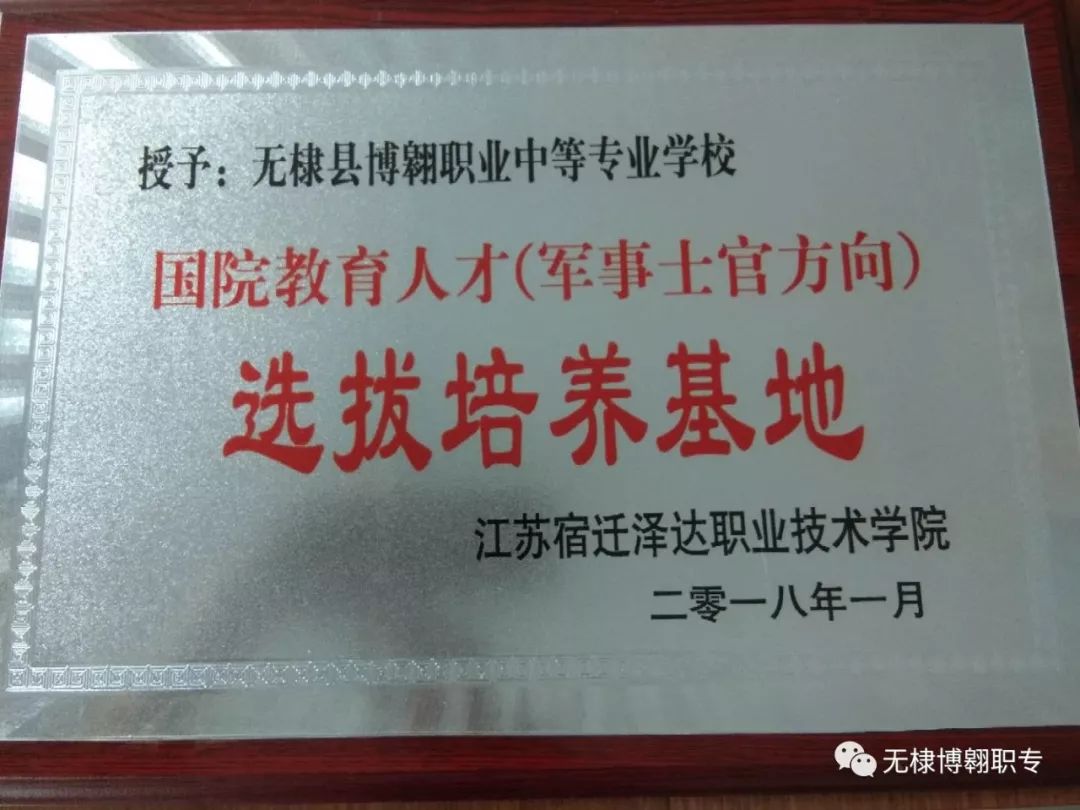 授予：无棣县博翱职业中等专业学校
国院教育人才(军事士官方向)
选拔培养基地
江苏宿迁泽达职业技术学院
二零一八年一月
无棣博翱职专